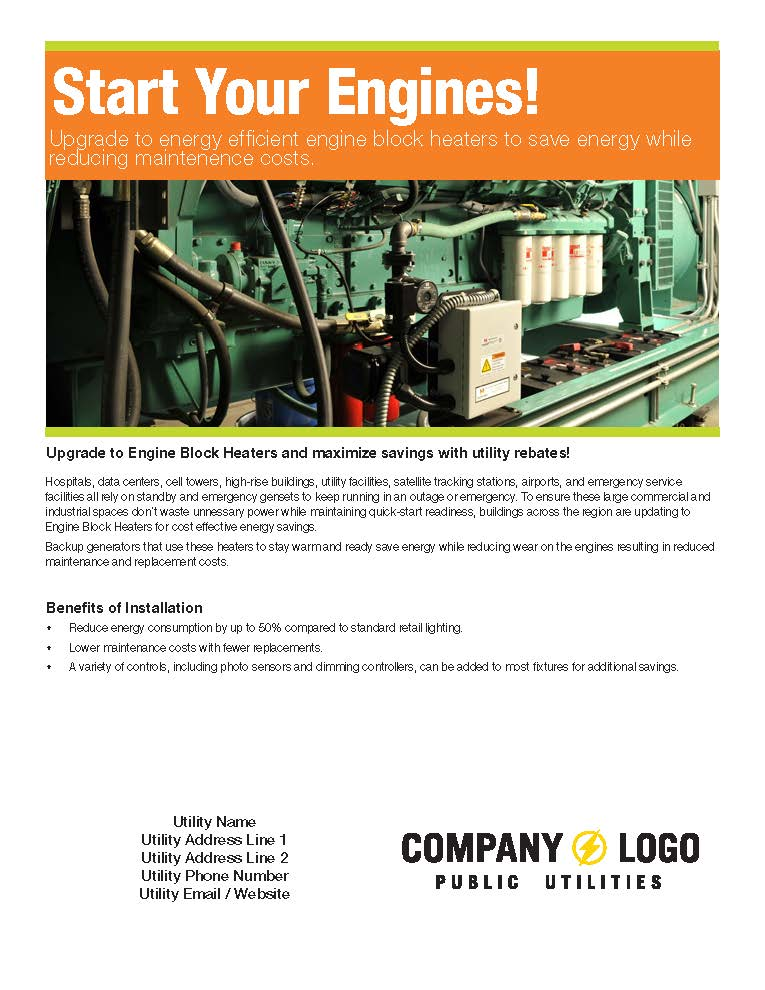 Start Your Engines!
Upgrade to energy efficient engine block heaters to save energy while
reducing maintenence costs.
Upgrade to Engine Block Heaters and maximize savings with utility rebates!
Hospitals, data centers, cell towers, high-rise buildings, utility facilities, satellite tracking stations, airports, and emergency service
facilities all rely on standby and emergency gensets to keep running in an outage or emergency. To ensure these large commercial and
industrial spaces don't waste unnessary power while maintaining quick-start readiness, buildings across the region are updating to
Engine Block Heaters for cost effective energy savings.
Backup generators that use these heaters to stay warm and ready save energy while reducing wear on the engines resulting in reduced
maintenance and replacement costs.
Benefits of Installation
• Reduce energy consumption by up to 50% compared to standard retail lighting.
• Lower maintenance costs with fewer replacements.
• A variety of controls, including photo sensors and dimming controllers, can be added to most fixtures for additional savings.
Utility Name
Utility Address Line 1
Utility Address Line 2
Utility Phone Number
Utility Email / Website
COMPANY LOGO
PUBLIC UTILITIES